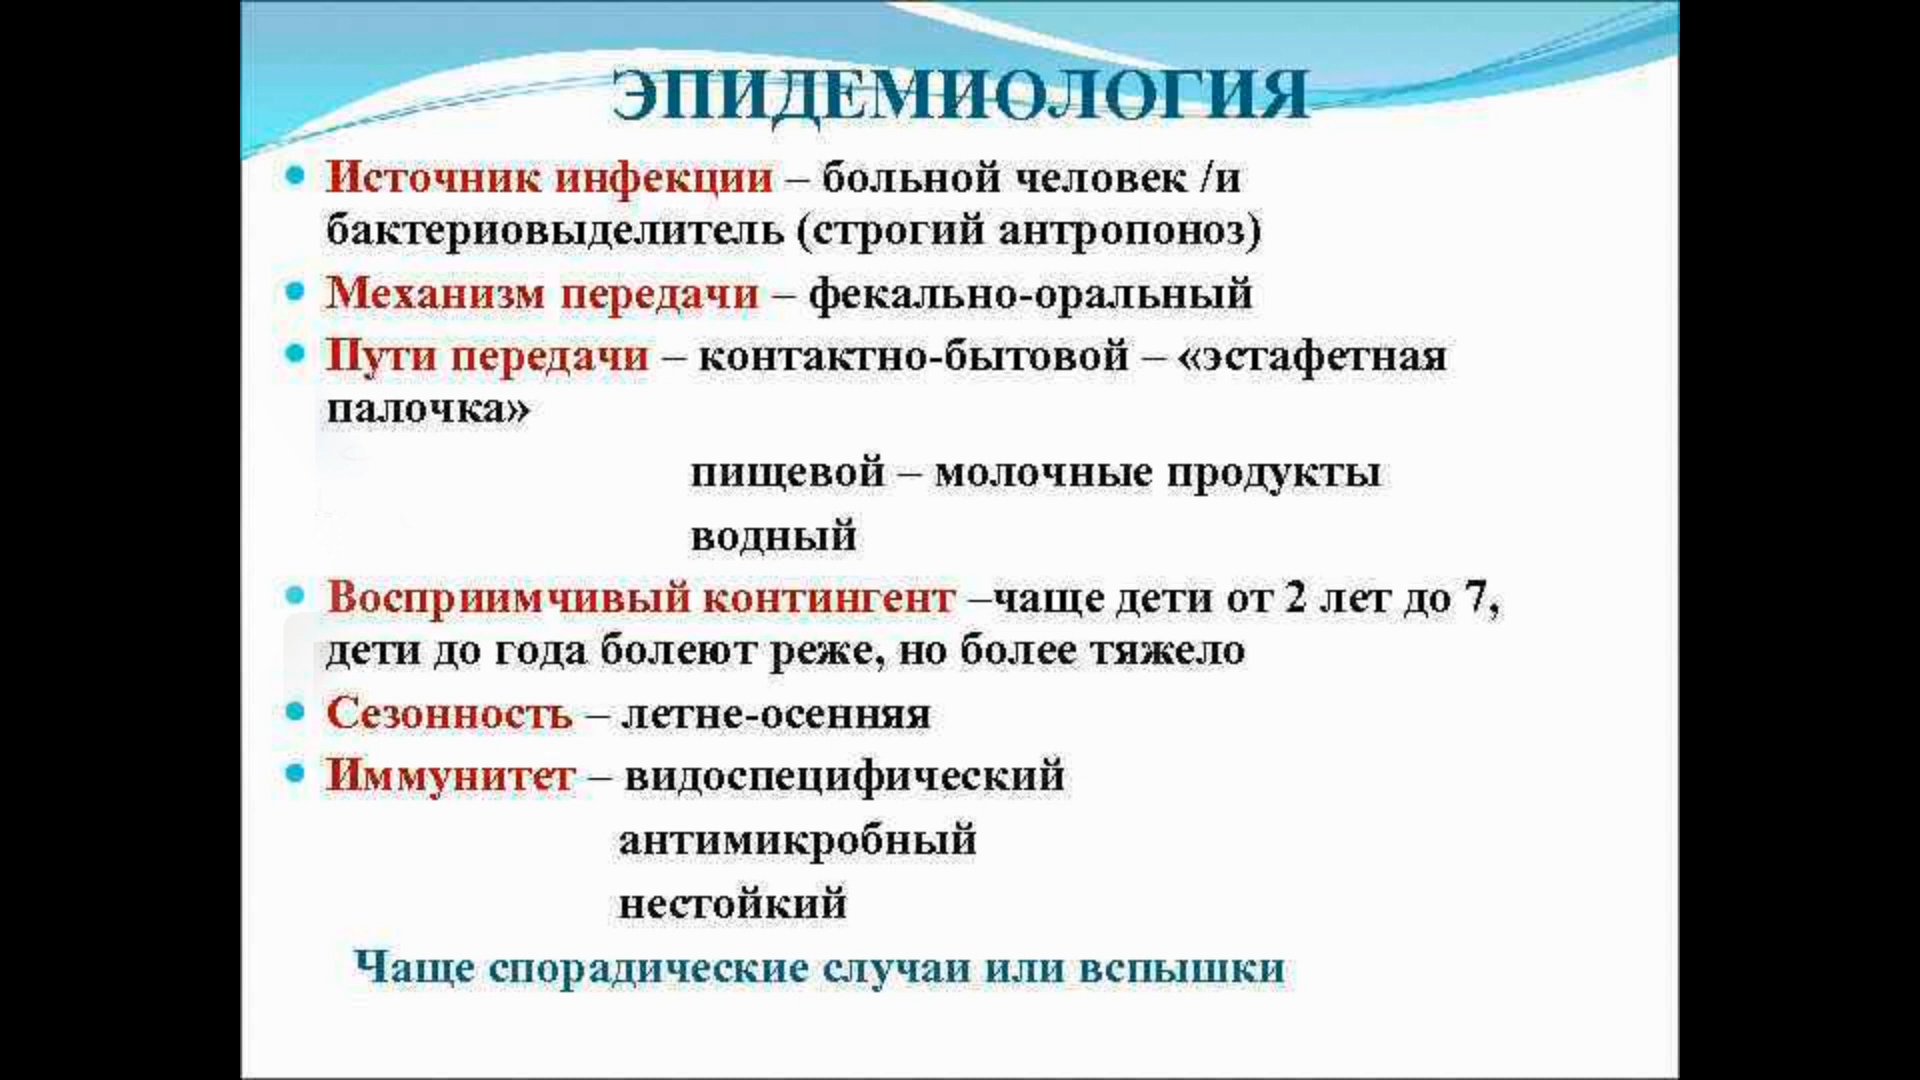 ЭПИДЕМИОЛОГИЯ
Источник инфекции – больной человек /и
бактериовыделитель (строгий антропоноз)
Механизм передачи – фекально-оральный
Пути передачи – контактно-бытовой – «эстафетная
палочка»
пищевой – молочные продукты
водный
Восприимчивый контингент –чаще дети от 2 лет до 7,
дети до года болеют реже, но более тяжело
Сезонность – летне-осенняя
Иммунитет – видоспецифический
антимикробный
нестойкий
Чаще спорадические случаи или вспышки